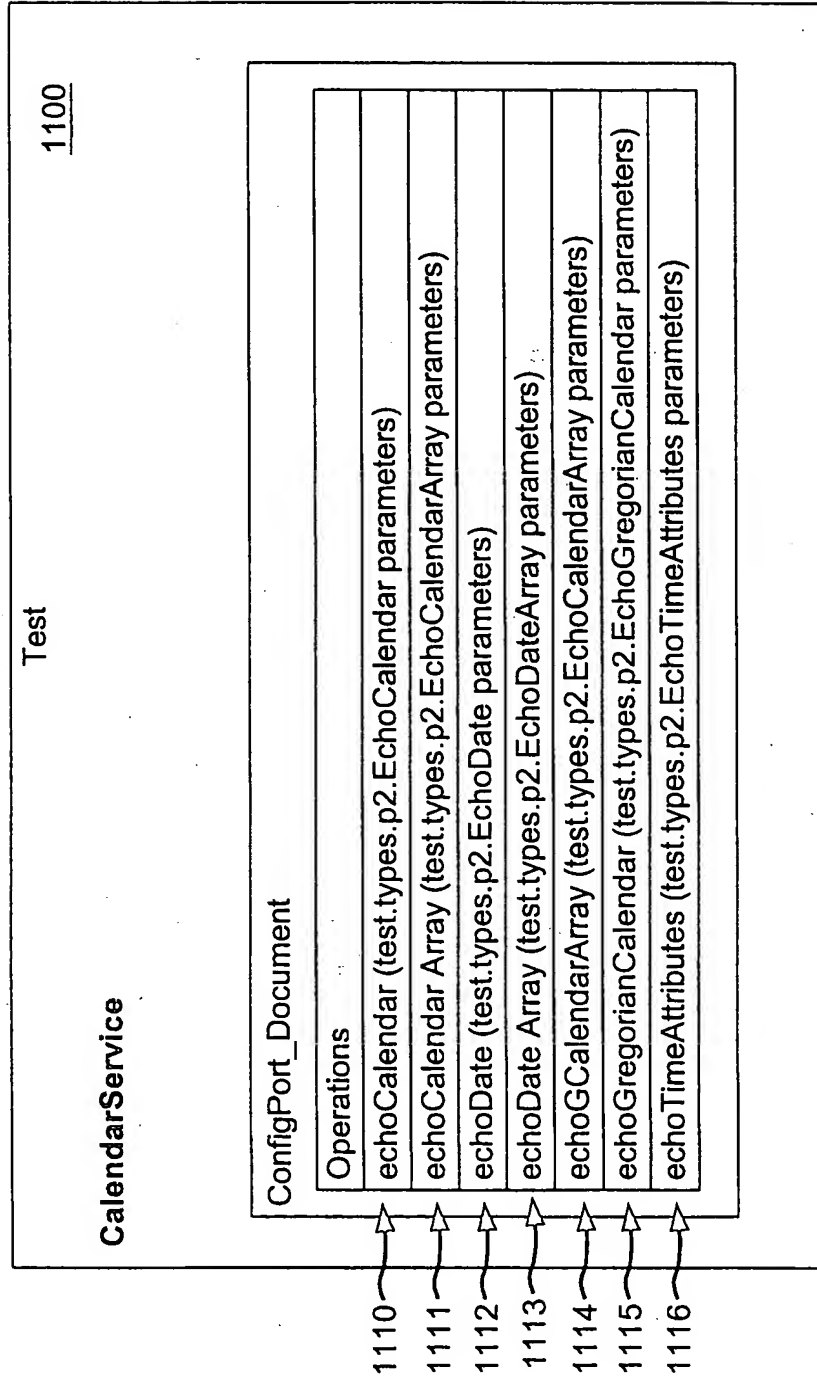 Test
1100
CalendarService
ConfigPort_Document
Operations
1110 echoCalendar (test.types.p2.EchoCalendar parameters)
1111 echoCalendar Array (test.types.p2.EchoCalendarArray parameters)
1112 echoDate (test.types.p2.EchoDate parameters)
1113 echoDate Array (test.types.p2.EchoDateArray parameters)
1114 echoGCalendarArray (test.types.p2.EchoCalendarArray parameters)
1115 echoGregorianCalendar (test.types.p2.EchoGregorianCalendar parameters)
1116 echoTimeAttributes (test.types.p2.EchoTimeAttributes parameters)